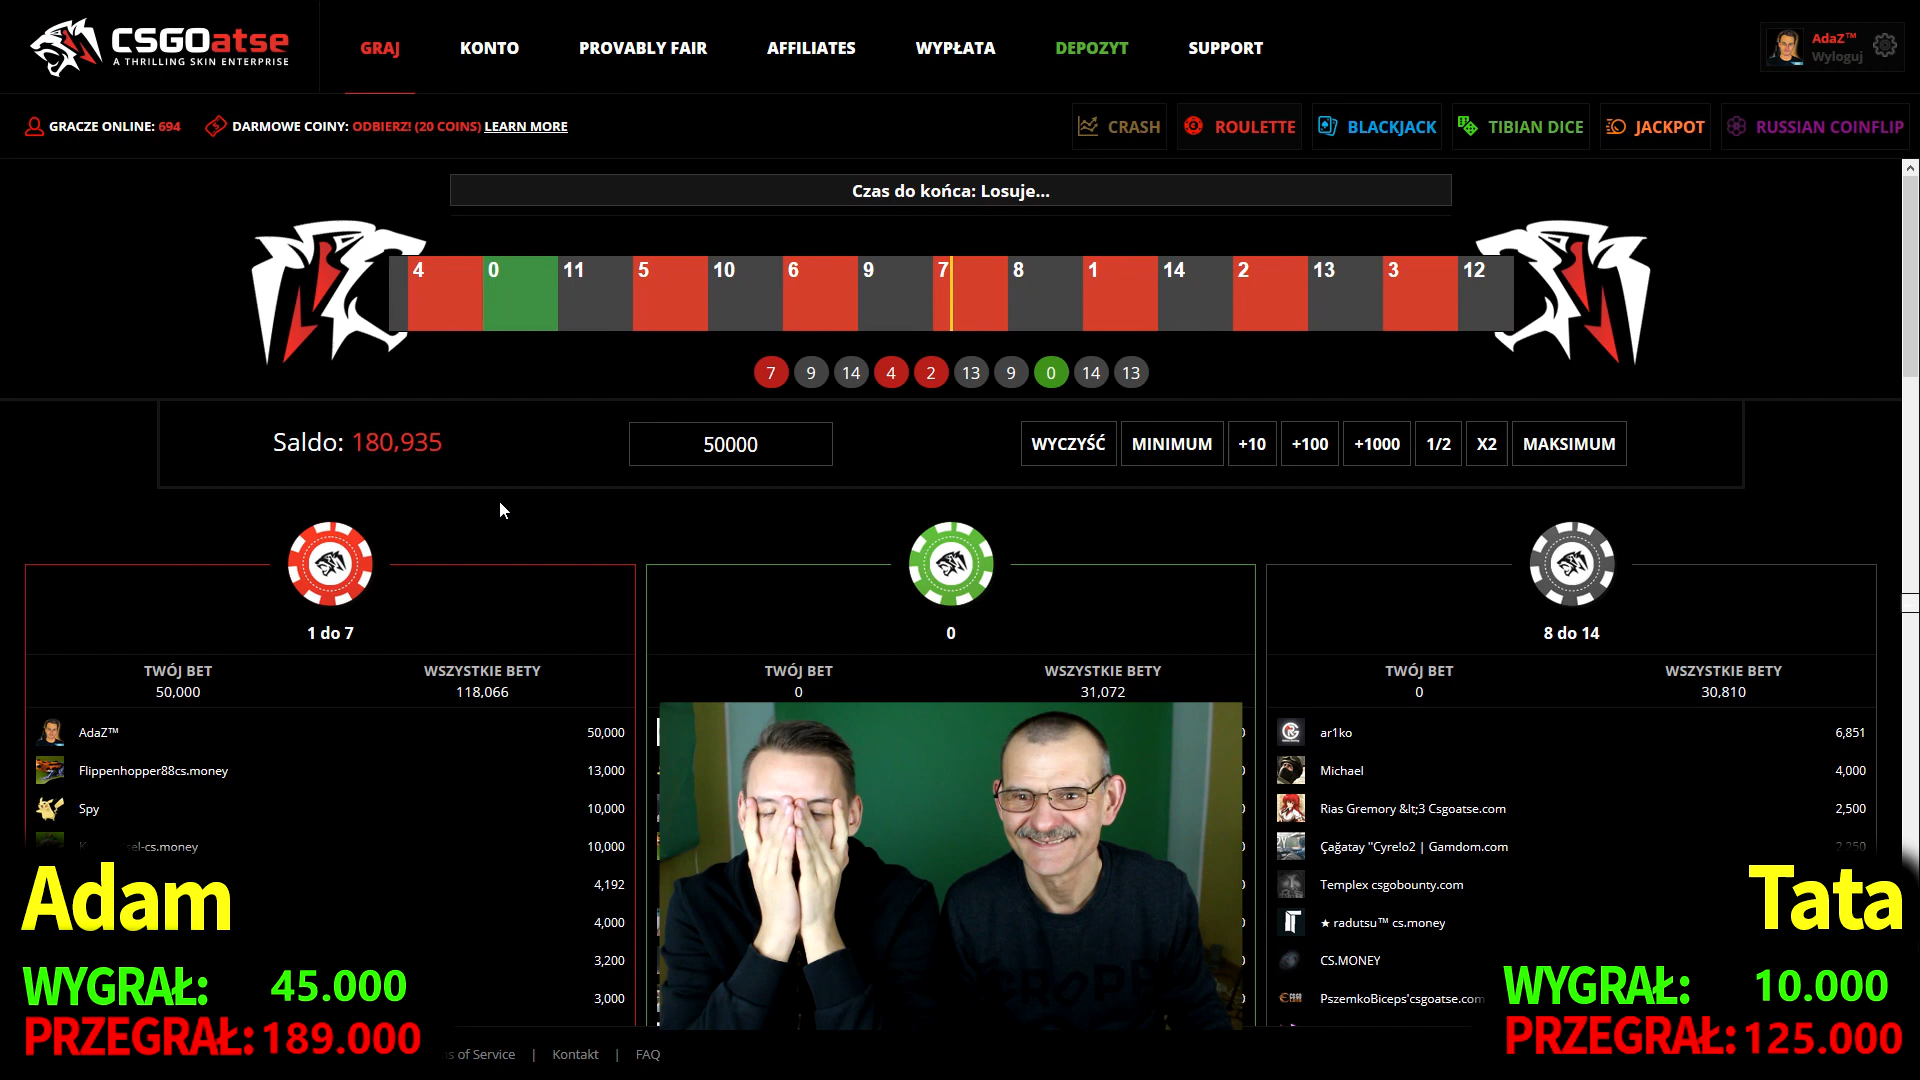 CSGOatse
A THRILLING SKIN ENTERPRISE
GRAJ
KONTO
PROVABLY FAIR
AFFILIATES
WYPŁATA
DEPOZYT
SUPPORT
AdaZ™
Wyloguj
GRACZE ONLINE: 694
DARMOWE COINY: ODBIERZ! (20 COINS) LEARN MORE
CRASH
ROULETTE
BLACKJACK
TIBIAN DICE
JACKPOT
RUSSIAN COINFLIP
Czas do końca: Losuje...
4 0 11 5 10 6 9 7 8 1 14 2 13 3 12
7 9 14 4 2 13 9 0 14 13
Saldo: 180,935
50000
WYCZYŚĆ
MINIMUM
+10
+100
+1000
1/2
X2
MAKSIMUM
1 do 7
TWÓJ BET
50,000
WSZYSTKIE BETY
118,066
AdaZ™ 50,000
Flippenhopper88cs.money 13,000
Spy 10,000
sel-cs.money 10,000
4,192
4,000
3,200
3,000
0
TWÓJ BET
0
WSZYSTKIE BETY
31,072
8 do 14
TWÓJ BET
0
WSZYSTKIE BETY
30,810
ar1ko 6,851
Michael 4,000
Rias Gremory &lt;3 Csgoatse.com 2,500
Çağatay "Cyre!o2 | Gamdom.com 2,250
Templex csgobounty.com
★ radutsu™ cs.money
CS.MONEY
PszemkoBiceps'csgoatse.com
Adam
WYGRAŁ: 45.000
PRZEGRAŁ: 189.000
Tata
WYGRAŁ: 10.000
PRZEGRAŁ: 125.000
s of Service | Kontakt | FAQ